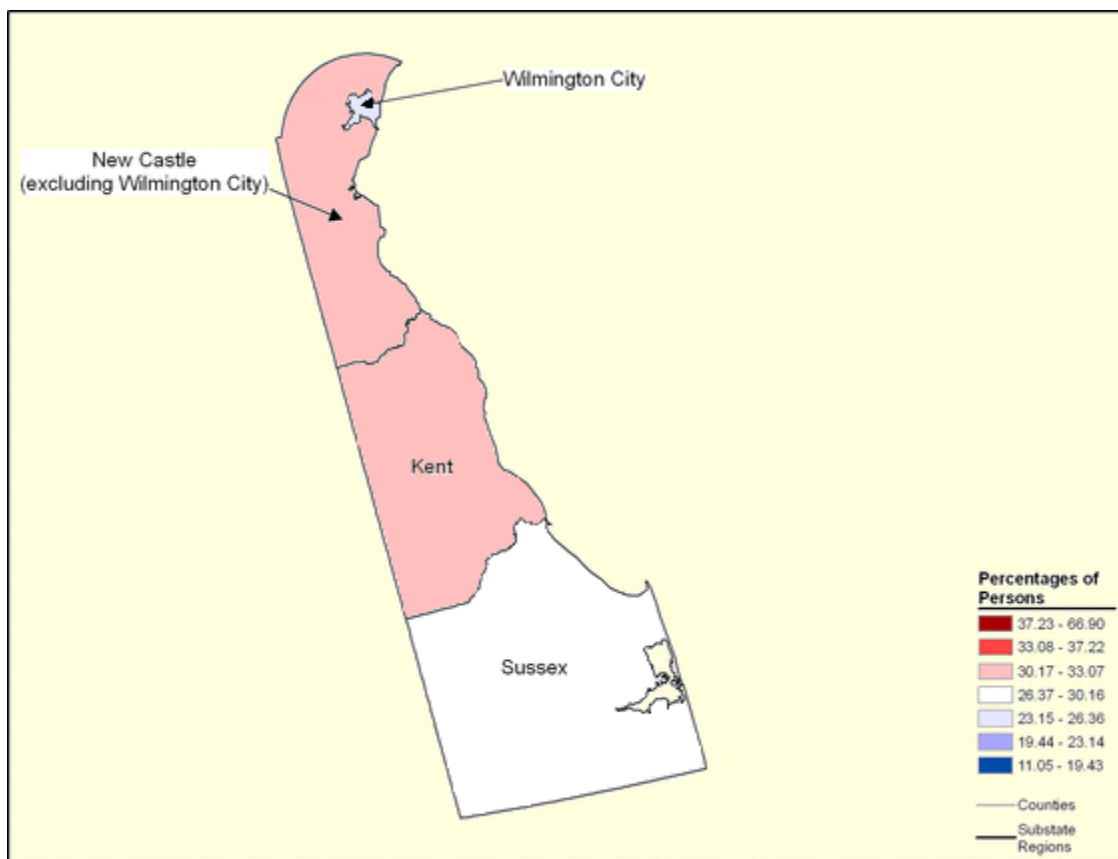 Wilmington City
New Castle
(excluding Wilmington City)
Kent
Sussex
Percentages of
Persons
37.23 - 66.90
33.08 - 37.22
30.17 - 33.07
26.37 - 30.16
23.15 - 26.36
19.44 - 23.14
11.05 - 19.43
Counties
Substate
Regions